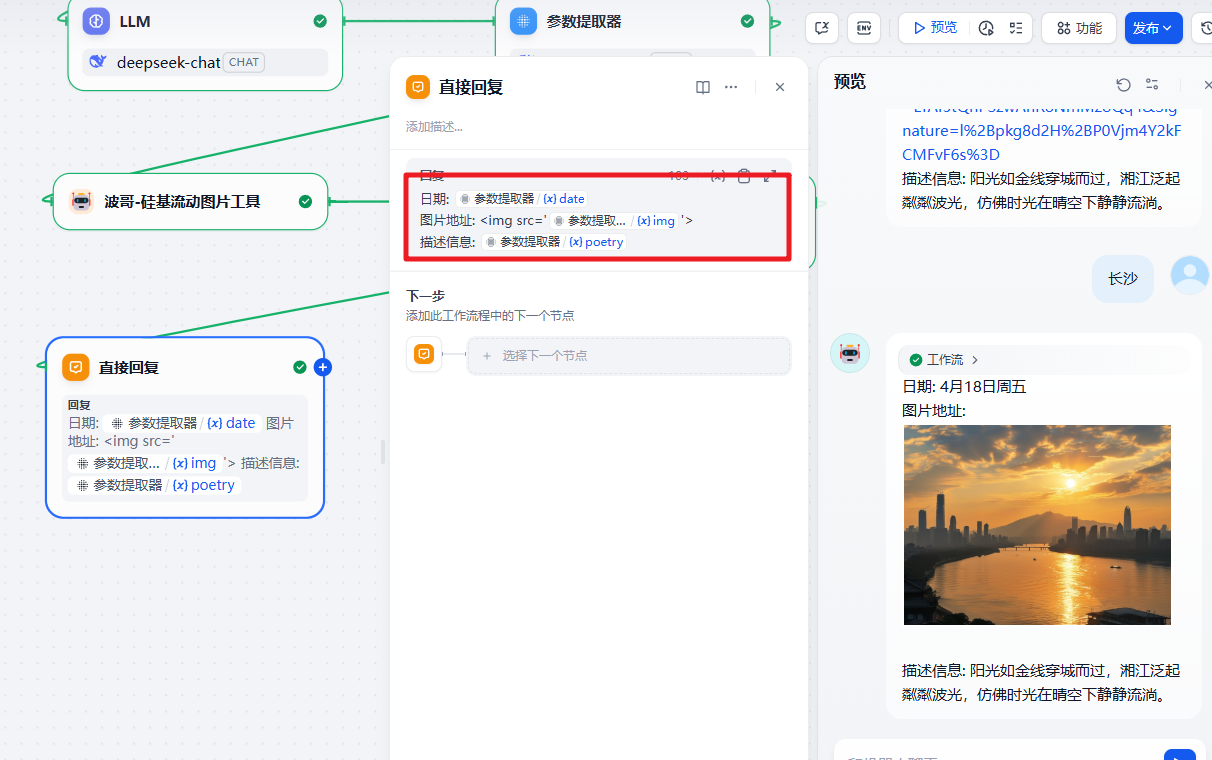 LLM
deepseek-chat CHAT
参数提取器
波哥-硅基流动图片工具
直接回复
回复
日期: 参数提取器 / {x} date 图片
地址: <img src='
参数提取... / {x} img '> 描述信息:
参数提取器 / {x} poetry
直接回复
添加描述...
回复
日期: 参数提取器 / {x} date
图片地址: <img src=' 参数提取... / {x} img '>
描述信息: 参数提取器 / {x} poetry
下一步
添加此工作流程中的下一个节点
+ 选择下一个节点
ENV
预览
功能
发布
预览
nature=l%2Bpkg8d2H%2BP0Vjm4Y2kF
CMFvF6s%3D
描述信息: 阳光如金线穿城而过，湘江泛起
粼粼波光，仿佛时光在晴空下静静流淌。
长沙
工作流
日期: 4月18日周五
图片地址:
描述信息: 阳光如金线穿城而过，湘江泛起
粼粼波光，仿佛时光在晴空下静静流淌。